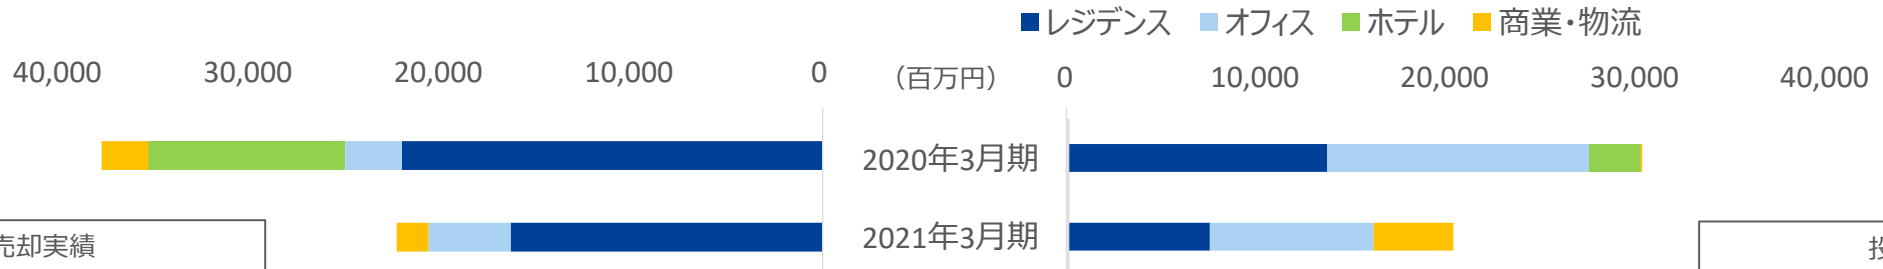 ■レジデンス ■オフィス ■ホテル ■商業・物流
40,000 30,000 20,000 10,000 0 （百万円） 0 10,000 20,000 30,000 40,000
2020年3月期
2021年3月期
売却実績
投